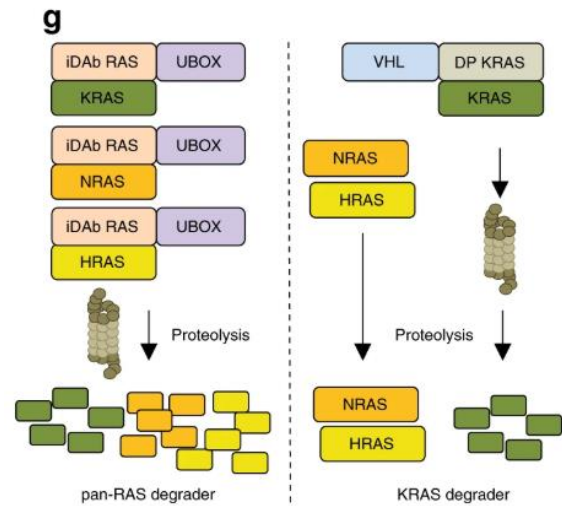 g
iDAb RAS UBOX
KRAS
iDAb RAS UBOX
NRAS
iDAb RAS UBOX
HRAS
Proteolysis
pan-RAS degrader
VHL DP KRAS
KRAS
NRAS
HRAS
Proteolysis
NRAS
HRAS
KRAS degrader